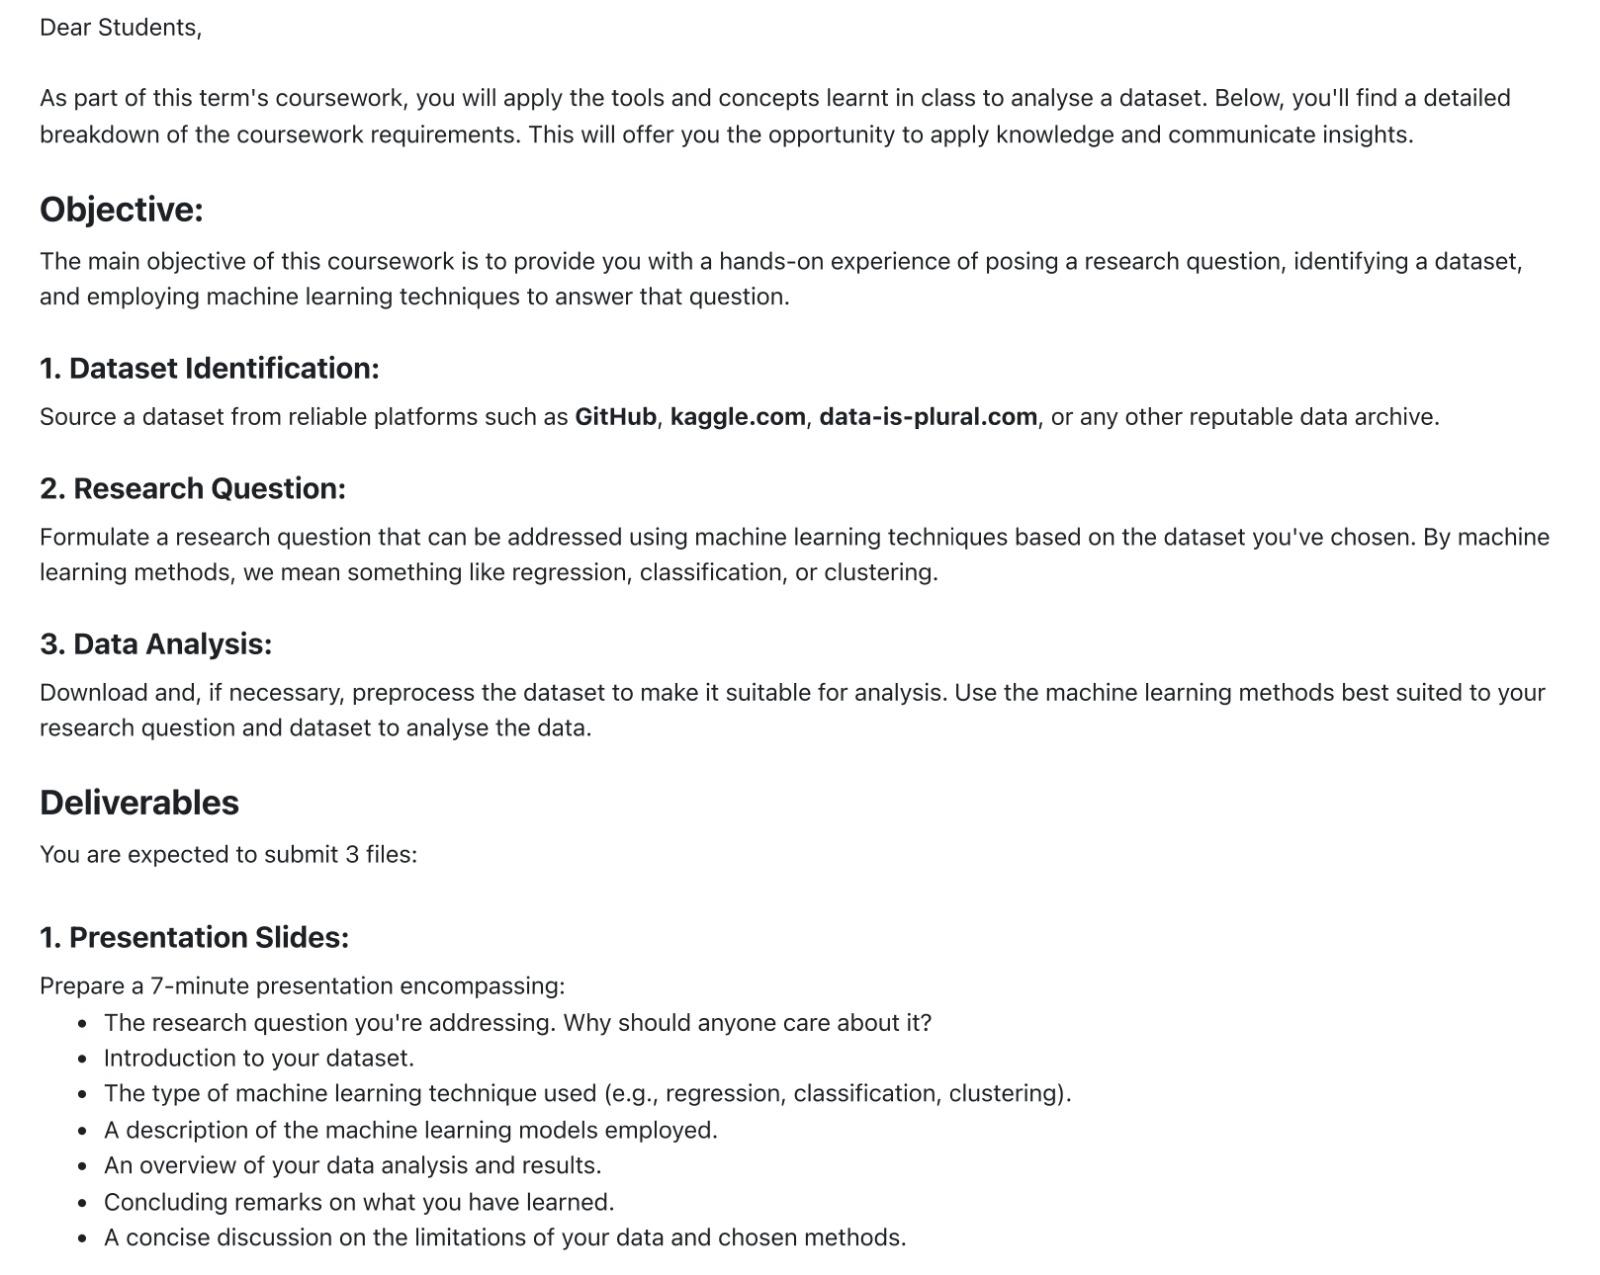 Dear Students,
As part of this term's coursework, you will apply the tools and concepts learnt in class to analyse a dataset. Below, you'll find a detailed
breakdown of the coursework requirements. This will offer you the opportunity to apply knowledge and communicate insights.
Objective:
The main objective of this coursework is to provide you with a hands-on experience of posing a research question, identifying a dataset,
and employing machine learning techniques to answer that question.
1. Dataset Identification:
Source a dataset from reliable platforms such as GitHub, kaggle.com, data-is-plural.com, or any other reputable data archive.
2. Research Question:
Formulate a research question that can be addressed using machine learning techniques based on the dataset you've chosen. By machine
learning methods, we mean something like regression, classification, or clustering.
3. Data Analysis:
Download and, if necessary, preprocess the dataset to make it suitable for analysis. Use the machine learning methods best suited to your
research question and dataset to analyse the data.
Deliverables
You are expected to submit 3 files:
1. Presentation Slides:
Prepare a 7-minute presentation encompassing:
• The research question you're addressing. Why should anyone care about it?
• Introduction to your dataset.
• The type of machine learning technique used (e.g., regression, classification, clustering).
• A description of the machine learning models employed.
• An overview of your data analysis and results.
• Concluding remarks on what you have learned.
• A concise discussion on the limitations of your data and chosen methods.